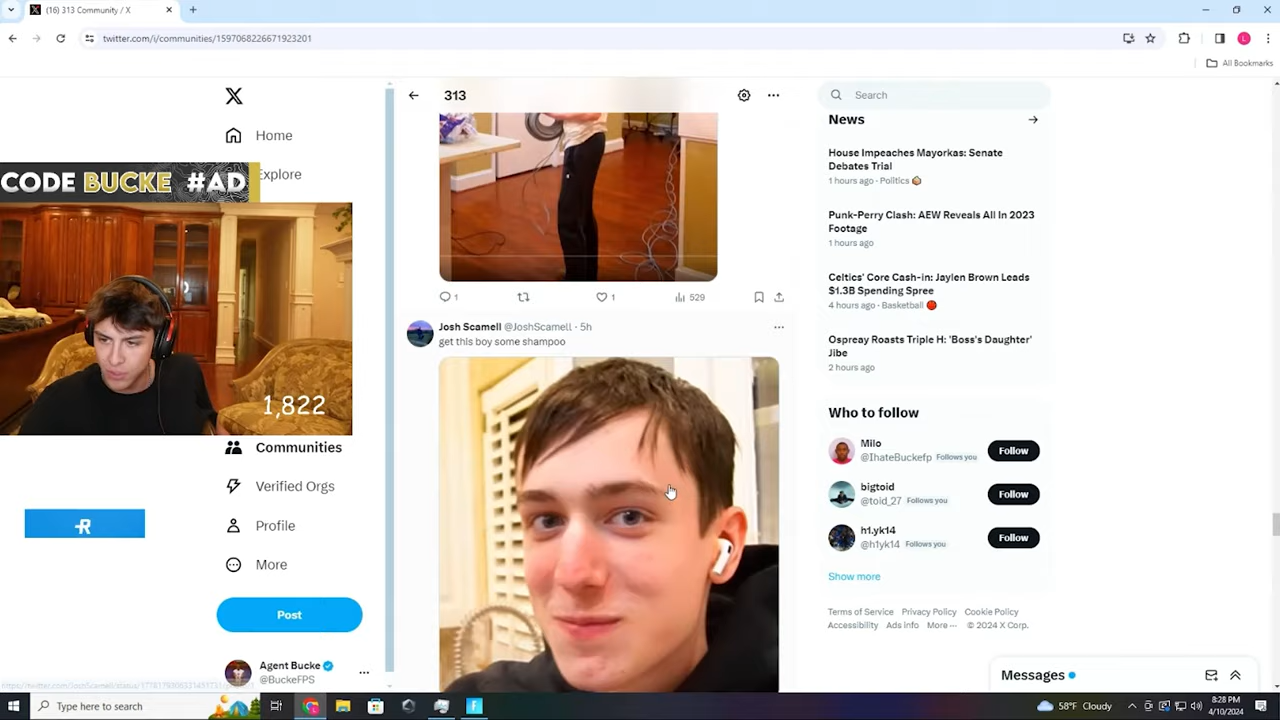 (16) 313 Community / X
twitter.com/i/communities/1597068226671923201
All Bookmarks
Home
Explore
CODE BUCKE #AD
1,822
Communities
Verified Orgs
Profile
More
Post
Agent Bucke
@BuckeFPS
313
1
1
529
Josh Scamell @JoshScamell · 5h
get this boy some shampoo
Search
News
House Impeaches Mayorkas: Senate
Debates Trial
1 hours ago · Politics
Punk-Perry Clash: AEW Reveals All In 2023
Footage
1 hours ago
Celtics' Core Cash-in: Jaylen Brown Leads
$1.3B Spending Spree
4 hours ago · Basketball
Ospreay Roasts Triple H: 'Boss's Daughter'
Jibe
2 hours ago
Who to follow
Milo
@IhateBuckefp Follows you
Follow
bigtoid
@toid_27 Follows you
Follow
h1.yk14
@h1yk14 Follows you
Follow
Show more
Terms of Service Privacy Policy Cookie Policy
Accessibility Ads info More ··· © 2024 X Corp.
Messages
Type here to search
58°F Cloudy
8:28 PM
4/10/2024